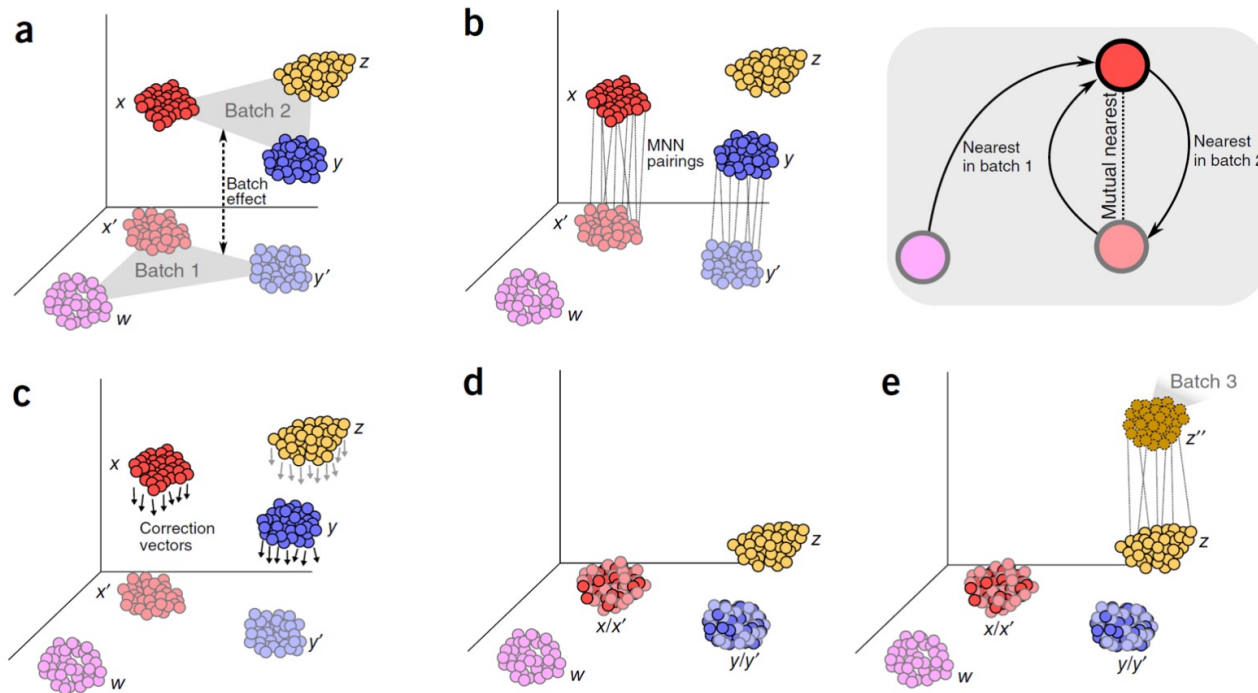 a
x
z
Batch 2
y
Batch
effect
x'
Batch 1
y'
w
b
x
z
MNN
pairings
y
x'
y'
w
Nearest
in batch 1
Mutual nearest
Nearest
in batch 2
c
x
z
y
Correction
vectors
x'
y'
w
d
z
x/x'
y/y'
w
e
Batch 3
z''
z
x/x'
y/y'
w